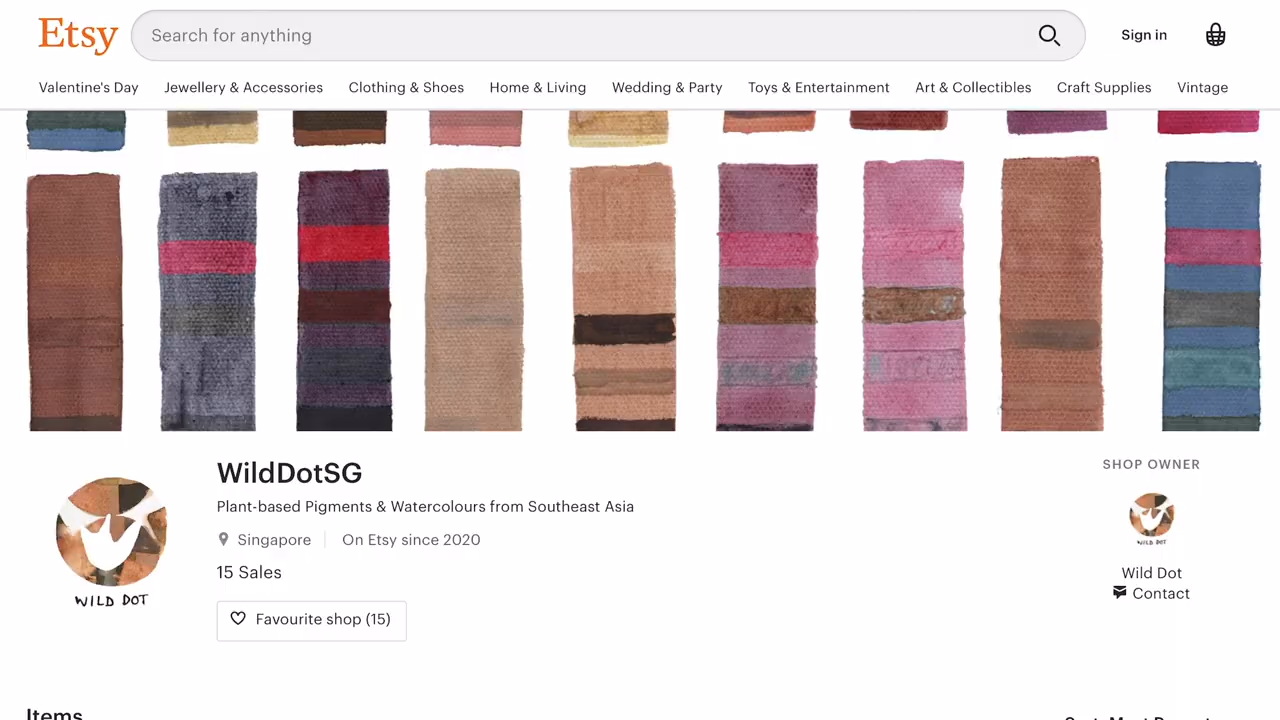 Etsy
Search for anything
Sign in
Valentine's Day Jewellery & Accessories Clothing & Shoes Home & Living Wedding & Party Toys & Entertainment Art & Collectibles Craft Supplies Vintage
WildDotSG
Plant-based Pigments & Watercolours from Southeast Asia
Singapore
On Etsy since 2020
15 Sales
Favourite shop (15)
WILD DOT
SHOP OWNER
WILD DOT
Wild Dot
Contact
Items